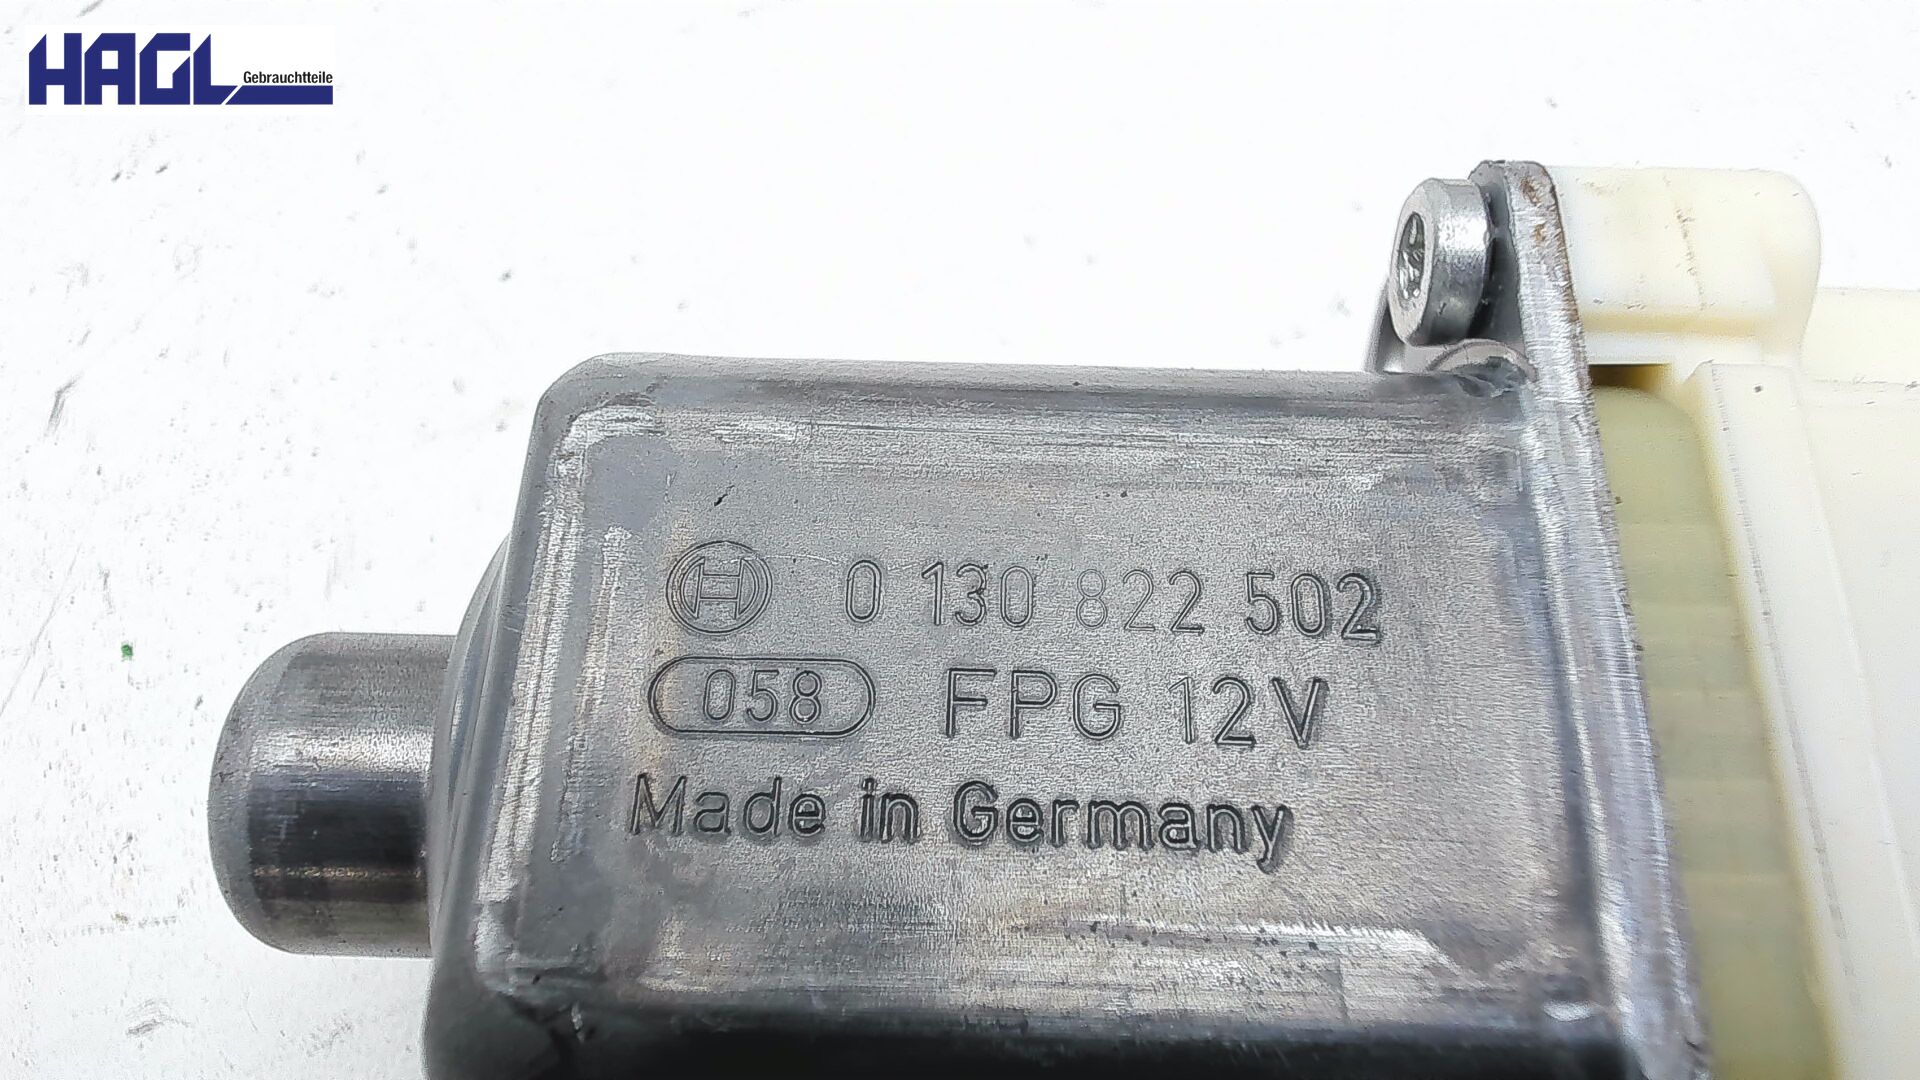 HAGL
Gebrauchtteile
H 0 130 822 502
058 FPG 12V
Made in Germany